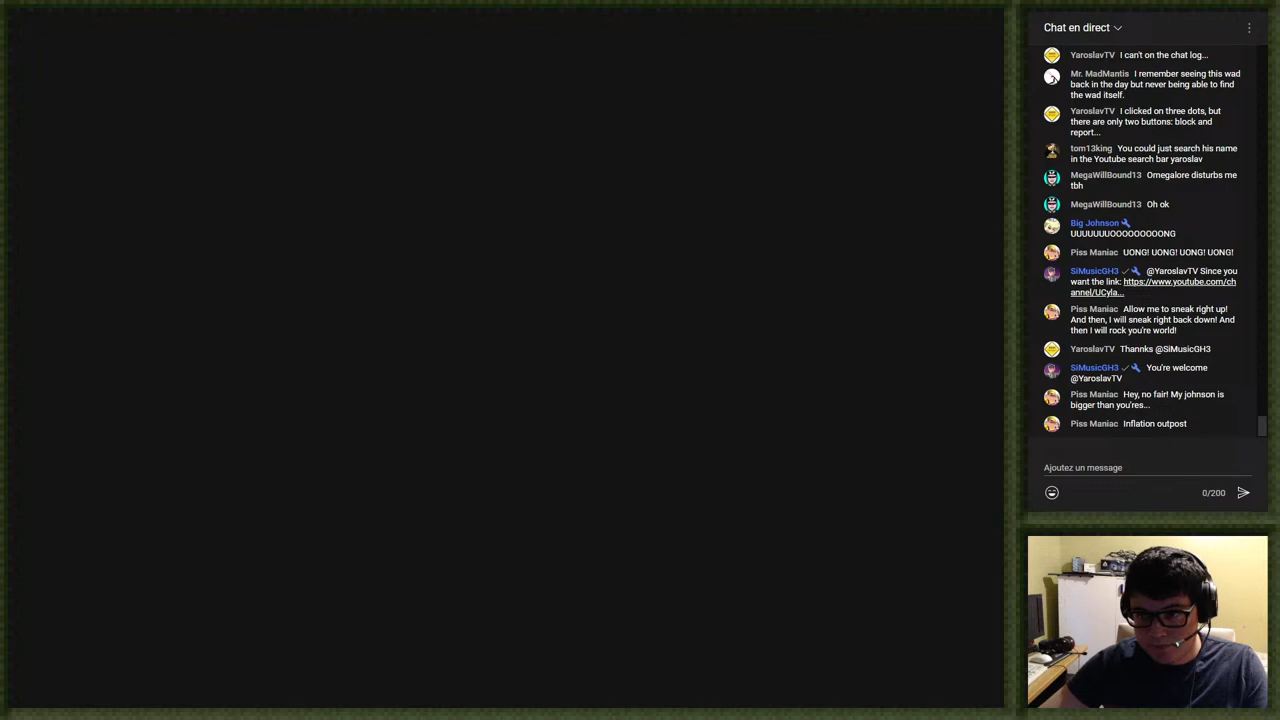 Chat en direct
YaroslavTV I can't on the chat log...
Mr. MadMantis I remember seeing this wad
back in the day but never being able to find
the wad itself.
YaroslavTV I clicked on three dots, but
there are only two buttons: block and
report...
tom13king You could just search his name
in the Youtube search bar yaroslav
MegaWillBound13 Omegalore disturbs me
tbh
MegaWillBound13 Oh ok
Big Johnson
UUUUUUUOOOOOOOOONG
Piss Maniac UONG! UONG! UONG! UONG!
SiMusicGH3 @YaroslavTV Since you
want the link: https://www.youtube.com/ch
annel/UCyla...
Piss Maniac Allow me to sneak right up!
And then, I will sneak right back down! And
then I will rock you're world!
YaroslavTV Thannks @SiMusicGH3
SiMusicGH3 You're welcome
@YaroslavTV
Piss Maniac Hey, no fair! My johnson is
bigger than you'res...
Piss Maniac Inflation outpost
Ajoutez un message
0/200